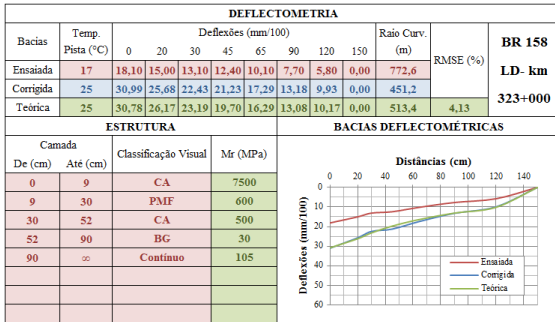 DEFLECTOMETRIA
Bacias Temp. Pista (°C) Deflexões (mm/100) Raio Curv. (m) RMSE (%) BR 158 LD- km 323+000
0 20 30 45 65 90 120 150
Ensaiada 17 18,10 15,00 13,10 12,40 10,10 7,70 5,80 0,00 772,6
Corrigida 25 30,99 25,68 22,43 21,23 17,29 13,18 9,93 0,00 451,2
Teórica 25 30,78 26,17 23,19 19,70 16,29 13,08 10,17 0,00 513,4 4,13
ESTRUTURA BACIAS DEFLECTOMÉTRICAS
Camada Classificação Visual Mr (MPa)
De (cm) Até (cm)
0 9 CA 7500
9 30 PMF 600
30 52 CA 500
52 90 BG 30
90 ∞ Contínuo 105
Distâncias (cm)
0 50 100
Deflexões (mm/100)
0
10
20
30
40
50
60
Ensaiada
Corrigida
Teórica